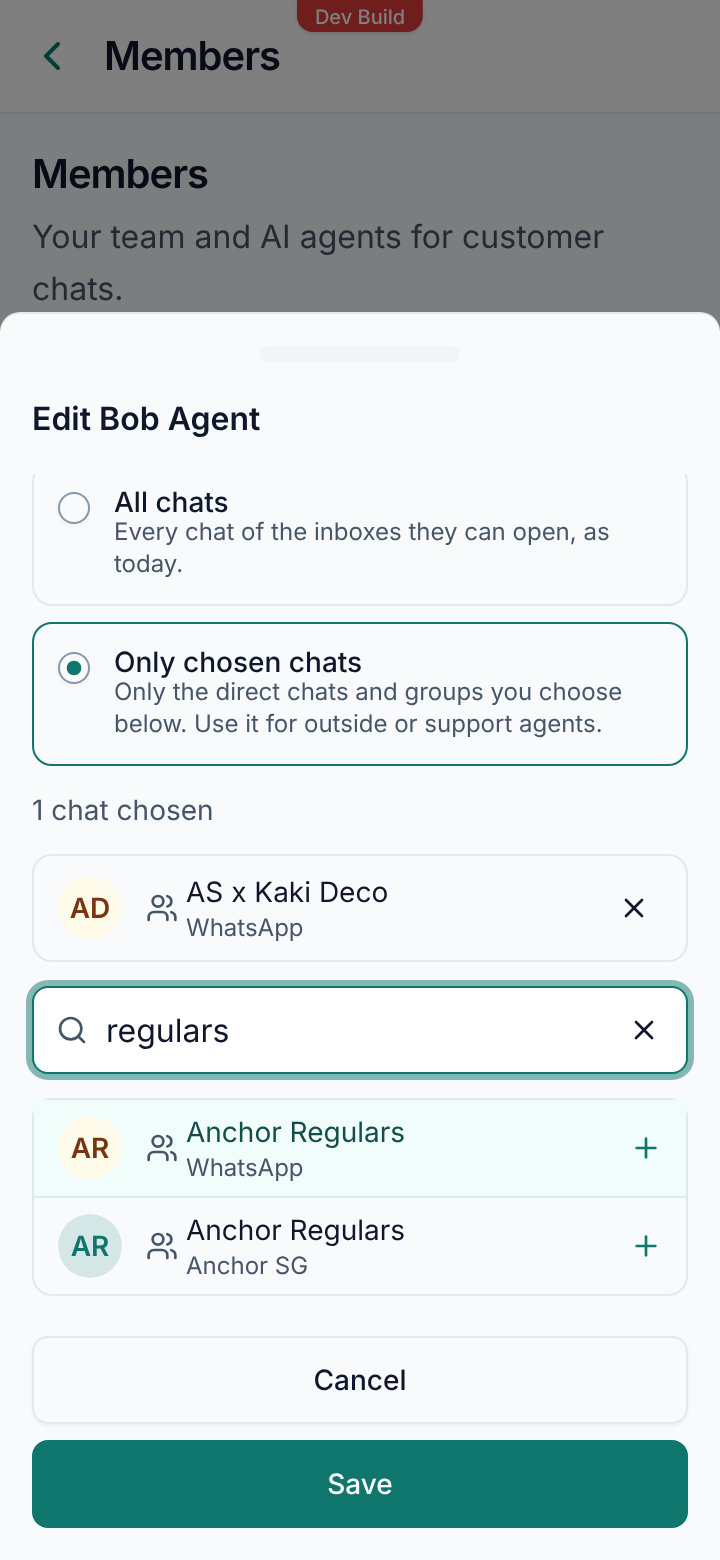 Dev Build
Members
Members
Your team and AI agents for customer
chats.
Edit Bob Agent
All chats
Every chat of the inboxes they can open, as
today.
Only chosen chats
Only the direct chats and groups you choose
below. Use it for outside or support agents.
1 chat chosen
AD
AS x Kaki Deco
WhatsApp
regulars
AR
Anchor Regulars
WhatsApp
AR
Anchor Regulars
Anchor SG
Cancel
Save